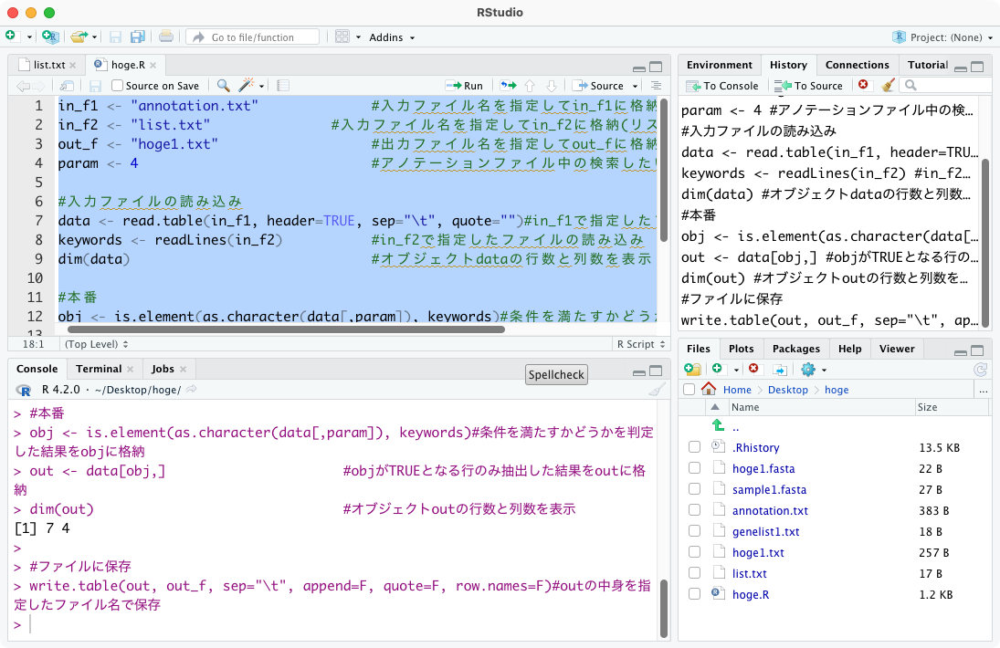 RStudio
Go to file/function
Addins
Project: (None)
list.txt
hoge.R
Source on Save
Run
Source
1 in_f1 <- "annotation.txt" #入力ファイル名を指定してin_f1に格納
2 in_f2 <- "list.txt" #入力ファイル名を指定してin_f2に格納(リス
3 out_f <- "hoge1.txt" #出力ファイル名を指定してout_fに格納
4 param <- 4 #アノテーションファイル中の検索したい
5
6 #入力ファイルの読み込み
7 data <- read.table(in_f1, header=TRUE, sep="\t", quote="")#in_f1で指定した
8 keywords <- readLines(in_f2) #in_f2で指定したファイルの読み込み
9 dim(data) #オブジェクトdataの行数と列数を表示
10
11 #本番
12 obj <- is.element(as.character(data[,param]), keywords)#条件を満たすかどう
13
18:1
(Top Level)
R Script
Console
Terminal
Jobs
Spellcheck
R 4.2.0 · ~/Desktop/hoge/
> #本番
> obj <- is.element(as.character(data[,param]), keywords)#条件を満たすかどうかを判定
した結果をobjに格納
> out <- data[obj,] #objがTRUEとなる行のみ抽出した結果をoutに格
納
> dim(out) #オブジェクトoutの行数と列数を表示
[1] 7 4
>
> #ファイルに保存
> write.table(out, out_f, sep="\t", append=F, quote=F, row.names=F)#outの中身を指
定したファイル名で保存
>
Environment
History
Connections
Tutorial
To Console
To Source
param <- 4 #アノテーションファイル中の検…
#入力ファイルの読み込み
data <- read.table(in_f1, header=TRU…
keywords <- readLines(in_f2) #in_f2…
dim(data) #オブジェクトdataの行数と列数…
#本番
obj <- is.element(as.character(data[…
out <- data[obj,] #objがTRUEとなる行の…
dim(out) #オブジェクトoutの行数と列数を…
#ファイルに保存
write.table(out, out_f, sep="\t", ap…
Files
Plots
Packages
Help
Viewer
Home
Desktop
hoge
...
Name
Size
..
.Rhistory 13.5 KB
hoge1.fasta 22 B
sample1.fasta 27 B
annotation.txt 383 B
genelist1.txt 18 B
hoge1.txt 257 B
list.txt 17 B
hoge.R 1.2 KB